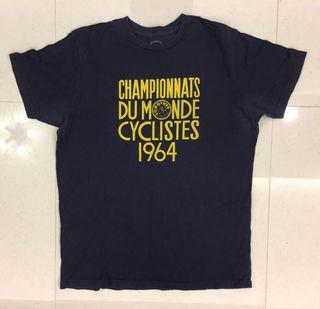 CHAMPIONNATS
DU MONDE
CYCLISTES
1964